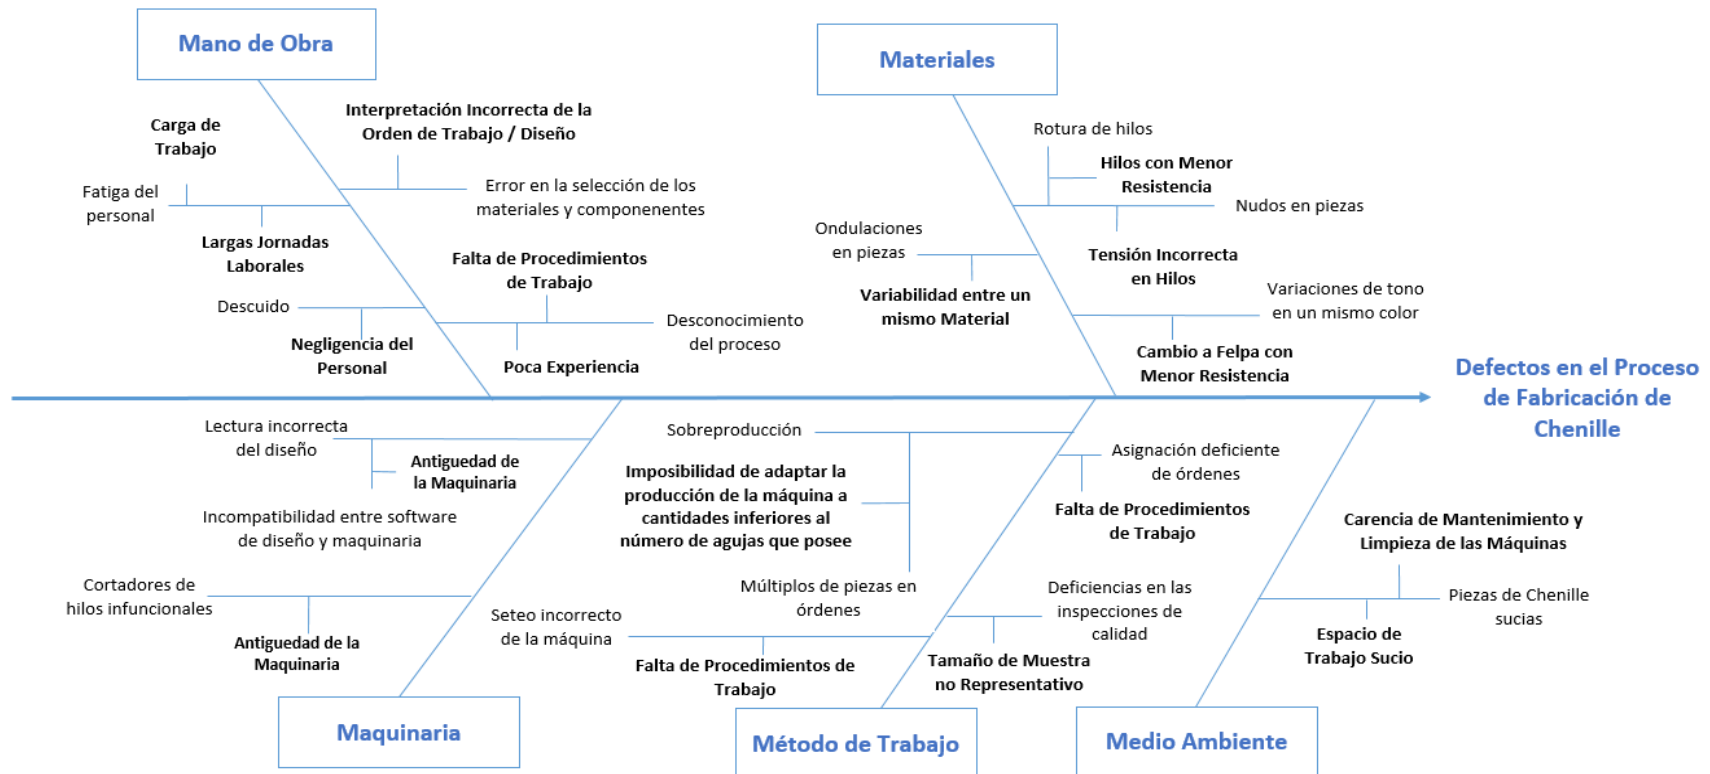 Mano de Obra
Materiales
Carga de
Trabajo
Interpretación Incorrecta de la
Orden de Trabajo / Diseño
Fatiga del
personal
Error en la selección de los
materiales y componenentes
Largas Jornadas
Laborales
Falta de Procedimientos
de Trabajo
Descuido
Negligencia del
Personal
Desconocimiento
del proceso
Poca Experiencia
Rotura de hilos
Hilos con Menor
Resistencia
Nudos en piezas
Ondulaciones
en piezas
Tensión Incorrecta
en Hilos
Variabilidad entre un
mismo Material
Variaciones de tono
en un mismo color
Cambio a Felpa con
Menor Resistencia
Defectos en el Proceso
de Fabricación de
Chenille
Lectura incorrecta
del diseño
Antiguedad de
la Maquinaria
Incompatibilidad entre software
de diseño y maquinaria
Cortadores de
hilos infuncionales
Antiguedad de la
Maquinaria
Sobreproducción
Imposibilidad de adaptar la
producción de la máquina a
cantidades inferiores al
número de agujas que posee
Múltiplos de piezas en
órdenes
Asignación deficiente
de órdenes
Falta de Procedimientos
de Trabajo
Seteo incorrecto
de la máquina
Falta de Procedimientos de
Trabajo
Deficiencias en las
inspecciones de
calidad
Tamaño de Muestra
no Representativo
Carencia de Mantenimiento y
Limpieza de las Máquinas
Piezas de Chenille
sucias
Espacio de
Trabajo Sucio
Maquinaria
Método de Trabajo
Medio Ambiente